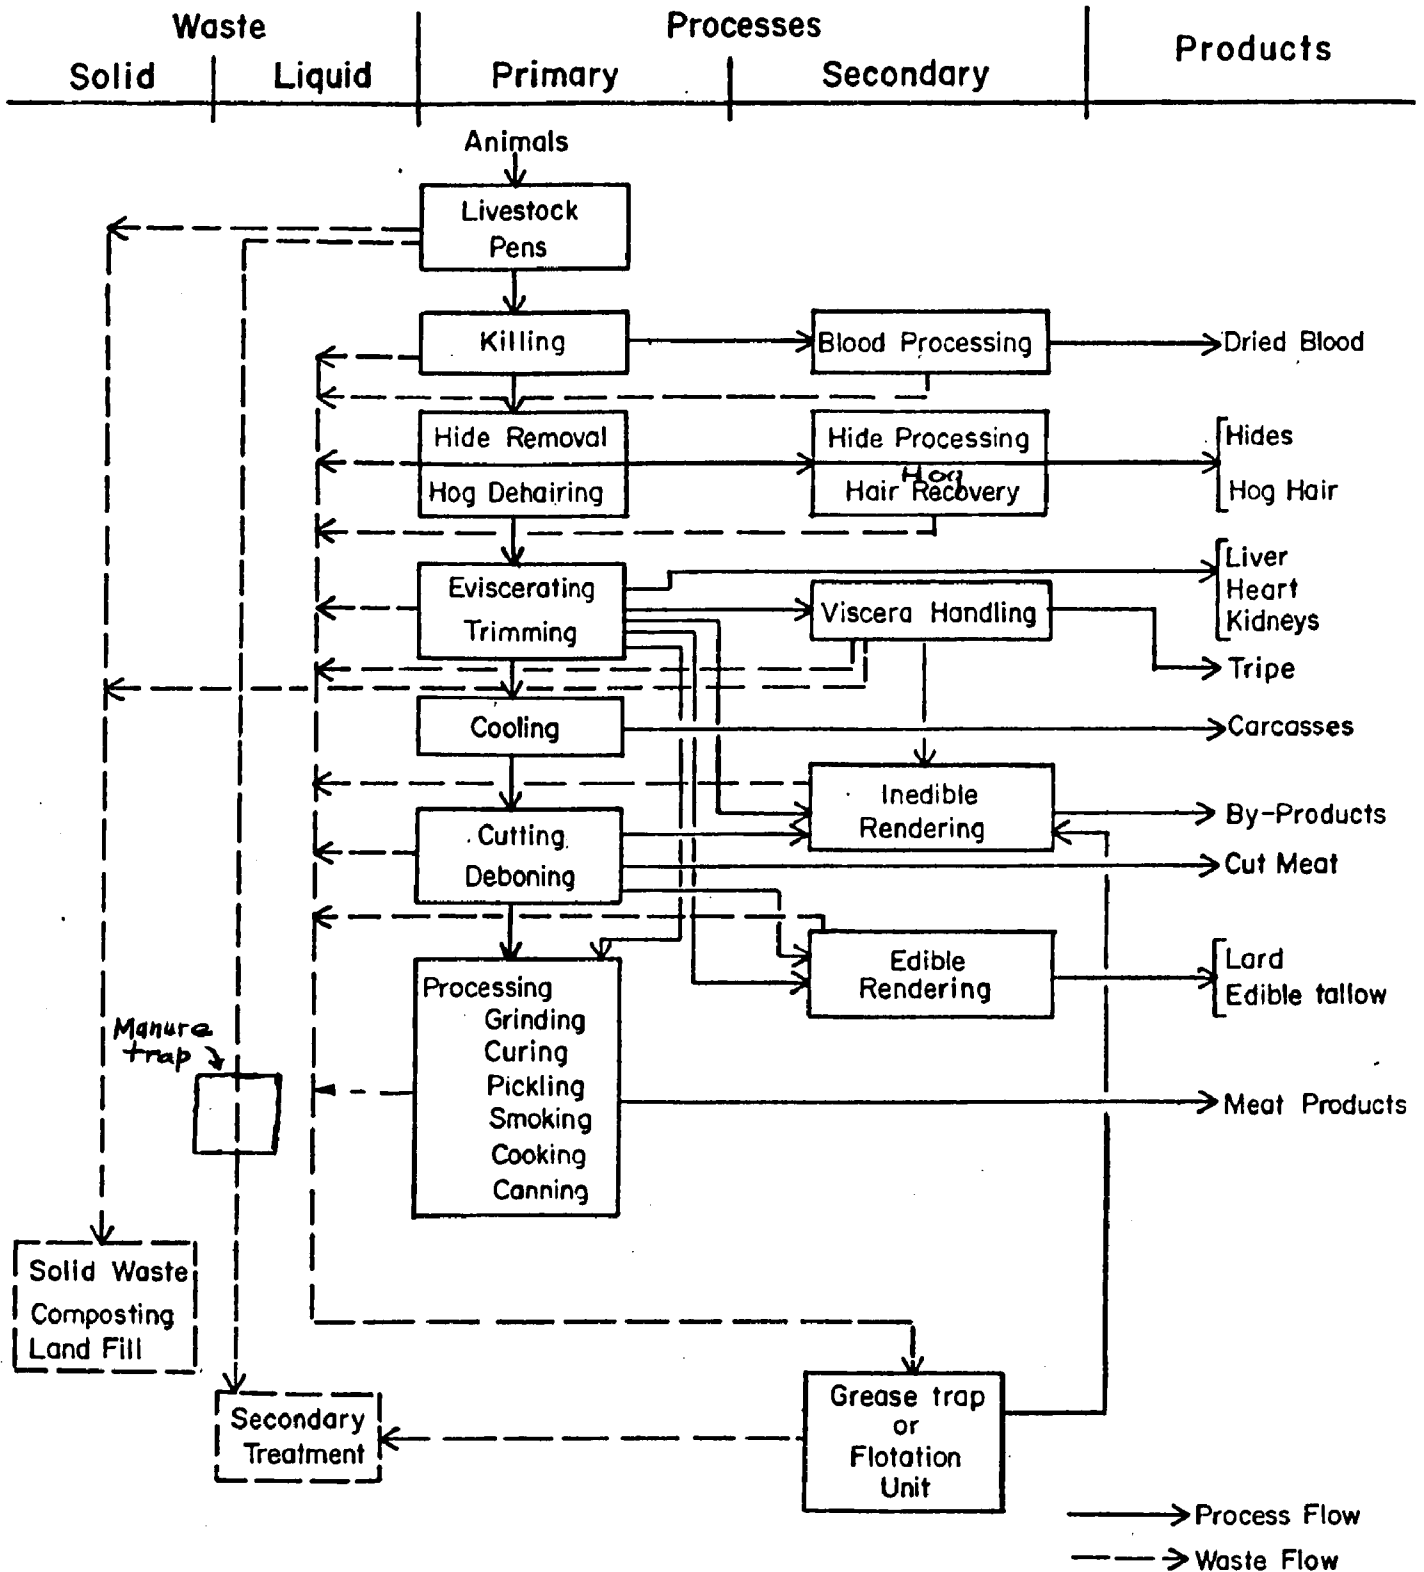 Waste
Processes
Products
Solid
Liquid
Primary
Secondary
Animals
Livestock
Pens
Killing
Blood Processing
Dried Blood
Hide Removal
Hog Dehairing
Hide Processing
Hog
Hair Recovery
Hides
Hog Hair
Eviscerating
Trimming
Viscera Handling
Liver
Heart
Kidneys
Tripe
Cooling
Carcasses
Inedible
Rendering
By-Products
Cutting
Deboning
Cut Meat
Edible
Rendering
Lard
Edible tallow
Processing
Grinding
Curing
Pickling
Smoking
Cooking
Canning
Meat Products
Manure
trap
Solid Waste
Composting
Land Fill
Secondary
Treatment
Grease trap
or
Flotation
Unit
Process Flow
Waste Flow